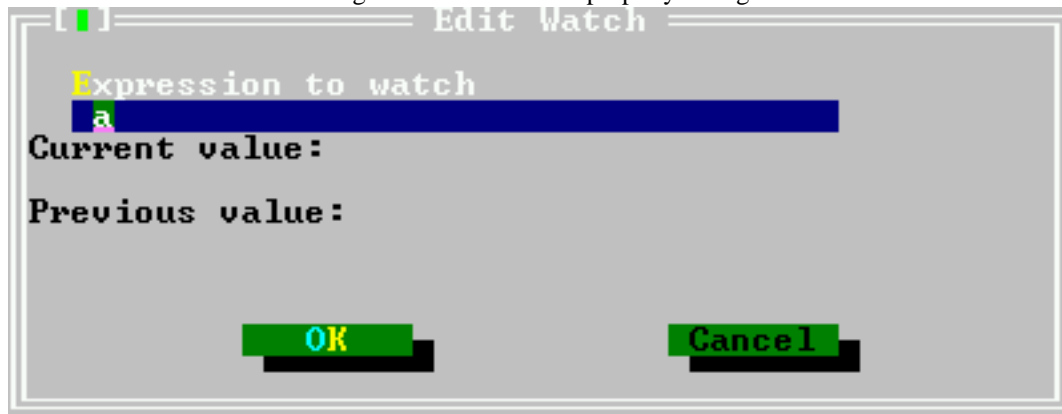 Edit Watch
Expression to watch
a
Current value:
Previous value:
OK Cancel